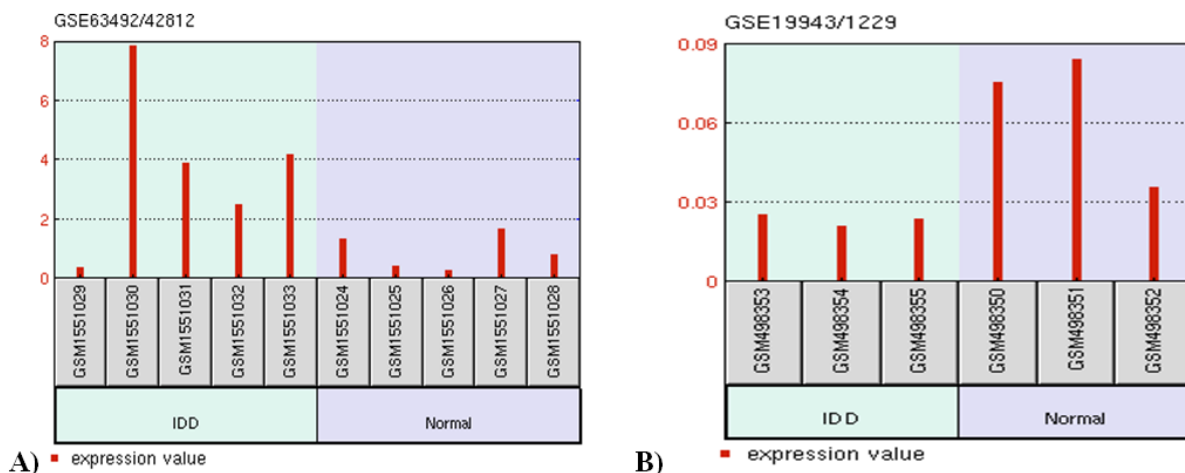 GSE63492/42812
8
6
4
2
0
GSM1551029
GSM1551030
GSM1551031
GSM1551032
GSM1551033
GSM1551024
GSM1551025
GSM1551026
GSM1551027
GSM1551028
IDD
Normal
A)
expression value
GSE19943/1229
0.09
0.06
0.03
0
GSM498353
GSM498354
GSM498355
GSM498350
GSM498351
GSM498352
IDD
Normal
B)
expression value